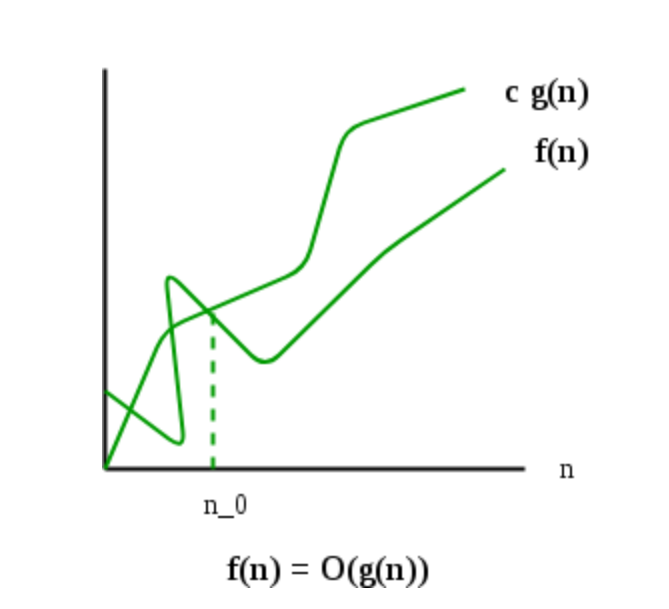 c g(n)
f(n)
n
n_0
f(n) = O(g(n))